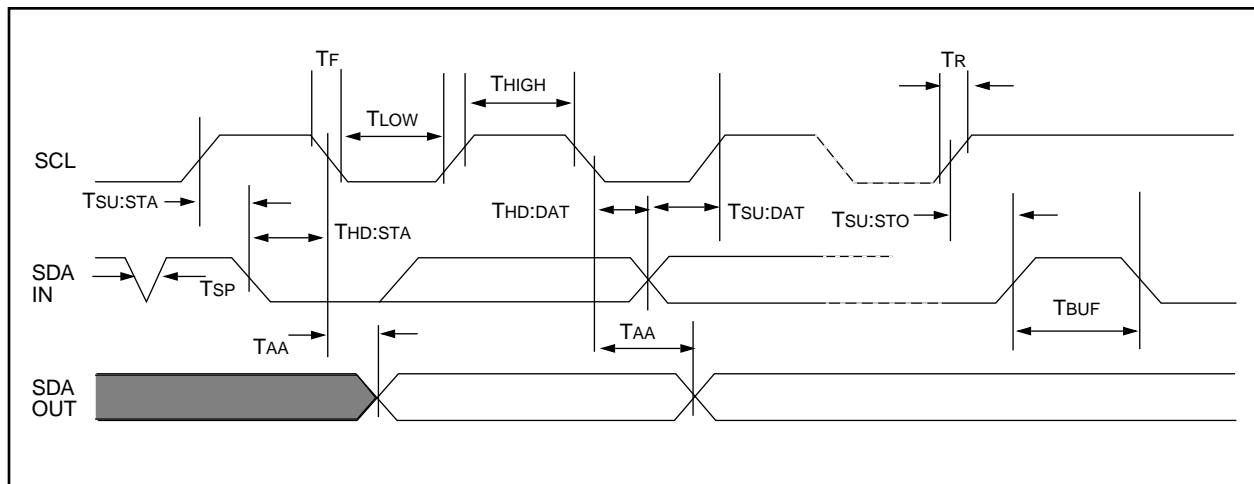 TF
TR
THIGH
TLOW
SCL
TSU:STA
THD:STA
THD:DAT
TSU:DAT
TSU:STO
SDA
IN
TSP
TBUF
TAA
TAA
SDA
OUT